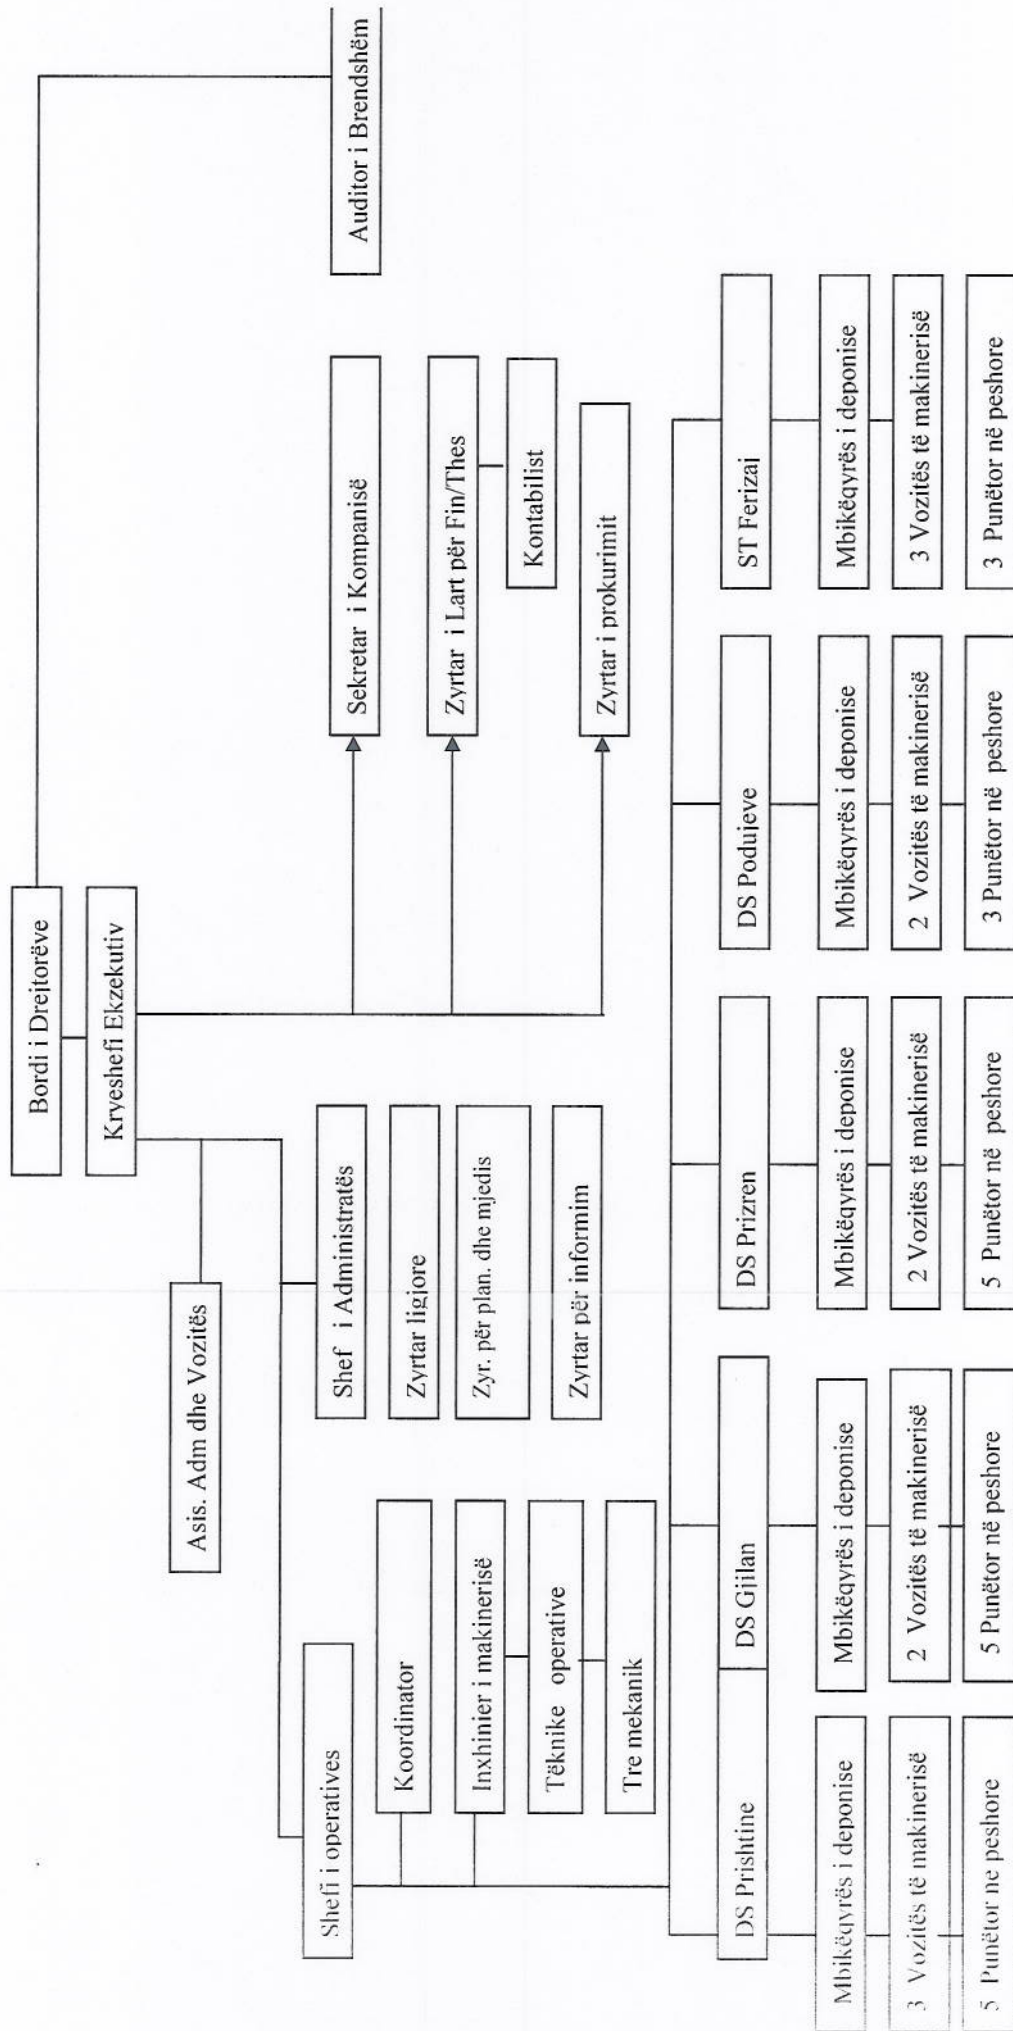 Bordi i Drejtorëve
Kryeshefi Ekzekutiv
Auditor i Brendshëm
Asis. Adm dhe Vozitës
Shefi i operatives
Koordinator
Inxhinier i makinerisë
Tëknike operative
Tre mekanik
Shef i Administratës
Zyrtar ligjore
Zyr. për plan. dhe mjedis
Zyrtar për informim
Sekretar i Kompanisë
Zyrtar i Lart për Fin/Thes
Kontabilist
Zyrtar i prokurimit
DS Prishtine
Mbikëqyrës i deponise
3 Vozitës të makinerisë
5 Punëtor ne peshore
DS Gjilan
Mbikëqyrës i deponise
2 Vozitës të makinerisë
5 Punëtor në peshore
DS Prizren
Mbikëqyrës i deponise
2 Vozitës të makinerisë
5 Punëtor në peshore
DS Podujeve
Mbikëqyrës i deponise
2 Vozitës të makinerisë
3 Punëtor në peshore
ST Ferizaj
Mbikëqyrës i deponise
3 Vozitës të makinerisë
3 Punëtor në peshore